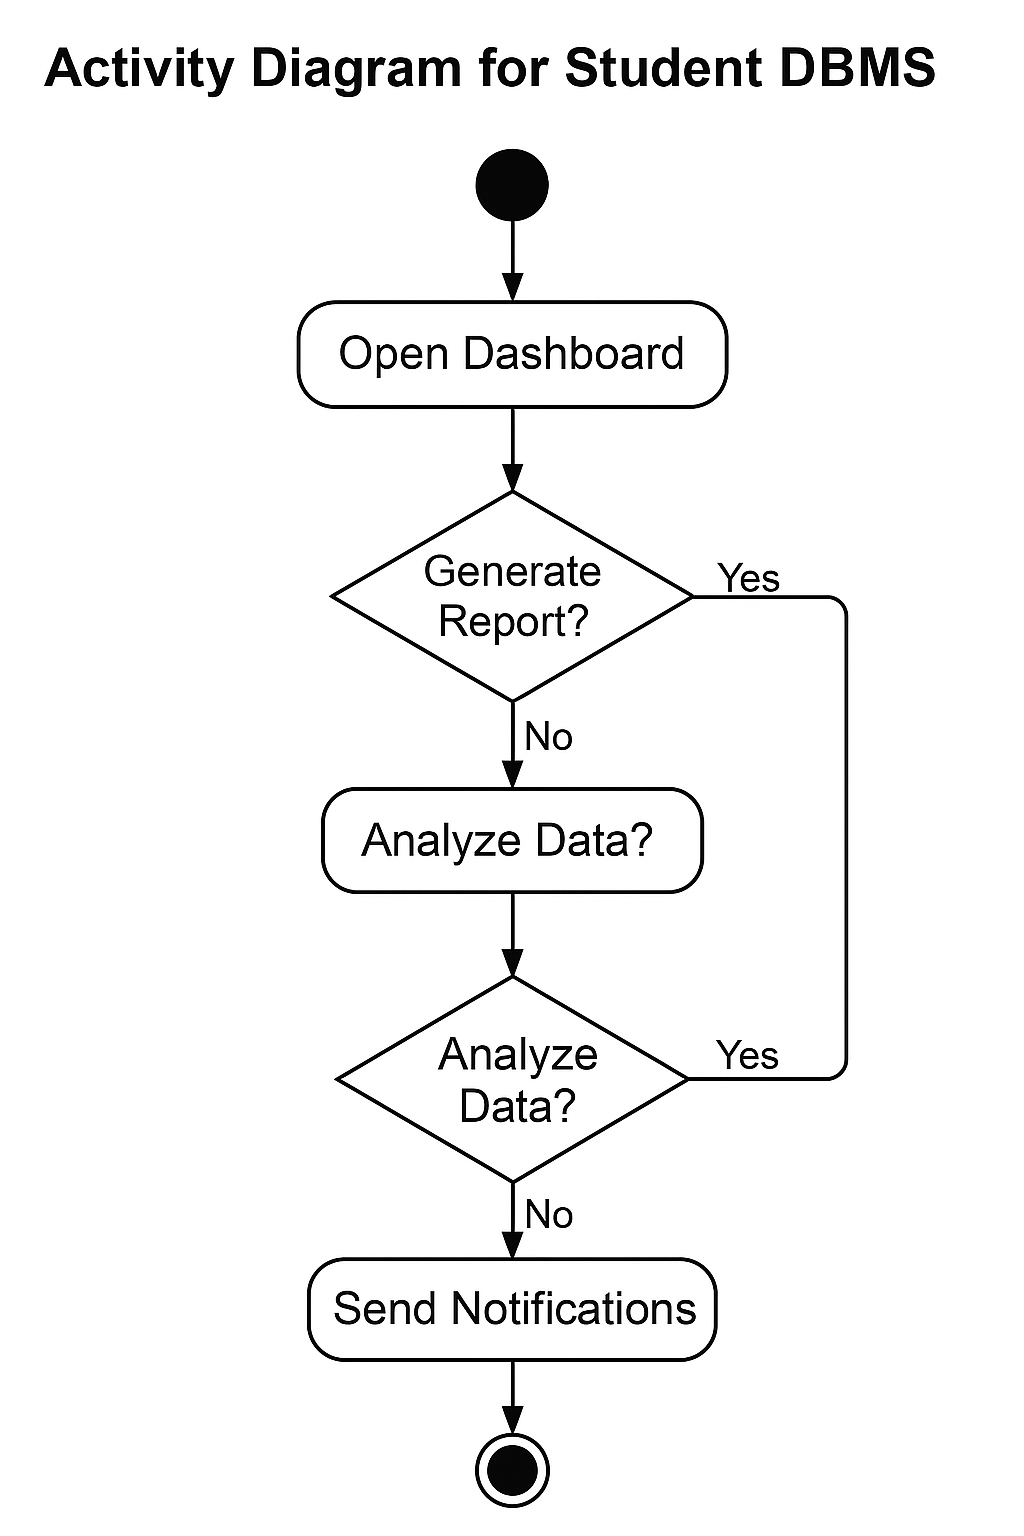 Activity Diagram for Student DBMS
Open Dashboard
Generate
Report?
Yes
No
Analyze Data?
Analyze
Data?
Yes
No
Send Notifications